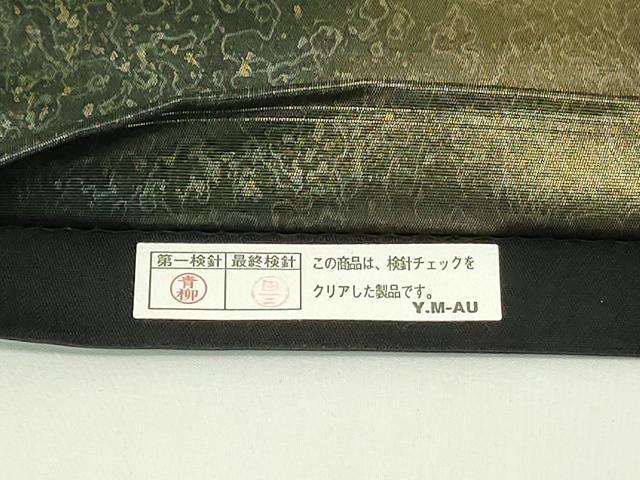 第一検針 最終検針
青柳
この商品は、検針チェックを
クリアした製品です。
Y.M-AU